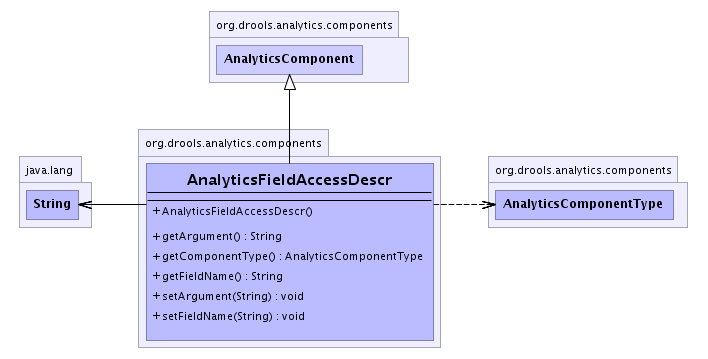 org.drools.analytics.components
AnalyticsComponent
org.drools.analytics.components
AnalyticsFieldAccessDescr
+ AnalyticsFieldAccessDescr()
+ getArgument() : String
+ getComponentType() : AnalyticsComponentType
+ getFieldName() : String
+ setArgument(String) : void
+ setFieldName(String) : void
java.lang
String
org.drools.analytics.components
AnalyticsComponentType